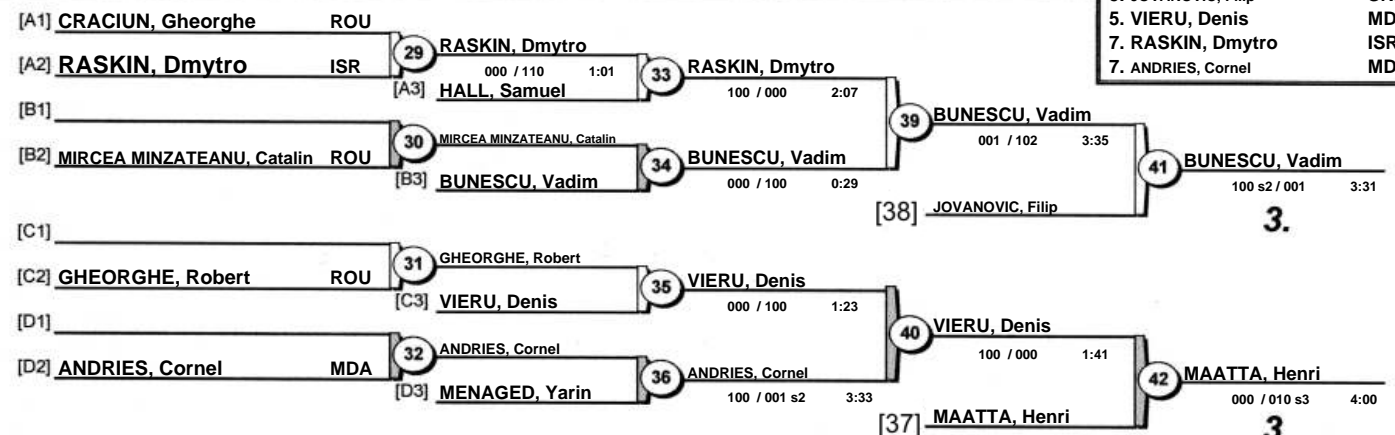 5. VIERU, Denis MD
7. RASKIN, Dmytro ISR
7. ANDRIES, Cornel MD
[A1] CRACIUN, Gheorghe ROU
29 RASKIN, Dmytro
[A2] RASKIN, Dmytro ISR
000 / 110 1:01
33 RASKIN, Dmytro
[A3] HALL, Samuel
100 / 000 2:07
[B1]
39 BUNESCU, Vadim
30 MIRCEA MINZATEANU, Catalin
001 / 102 3:35
[B2] MIRCEA MINZATEANU, Catalin ROU
34 BUNESCU, Vadim
41 BUNESCU, Vadim
[B3] BUNESCU, Vadim
000 / 100 0:29
100 s2 / 001 3:31
[38] JOVANOVIC, Filip
3.
[C1]
31 GHEORGHE, Robert
[C2] GHEORGHE, Robert ROU
35 VIERU, Denis
[C3] VIERU, Denis
000 / 100 1:23
[D1]
40 VIERU, Denis
32 ANDRIES, Cornel
100 / 000 1:41
[D2] ANDRIES, Cornel MDA
36 ANDRIES, Cornel
42 MAATTA, Henri
[D3] MENAGED, Yarin
100 / 001 s2 3:33
000 / 010 s3 4:00
[37] MAATTA, Henri
3